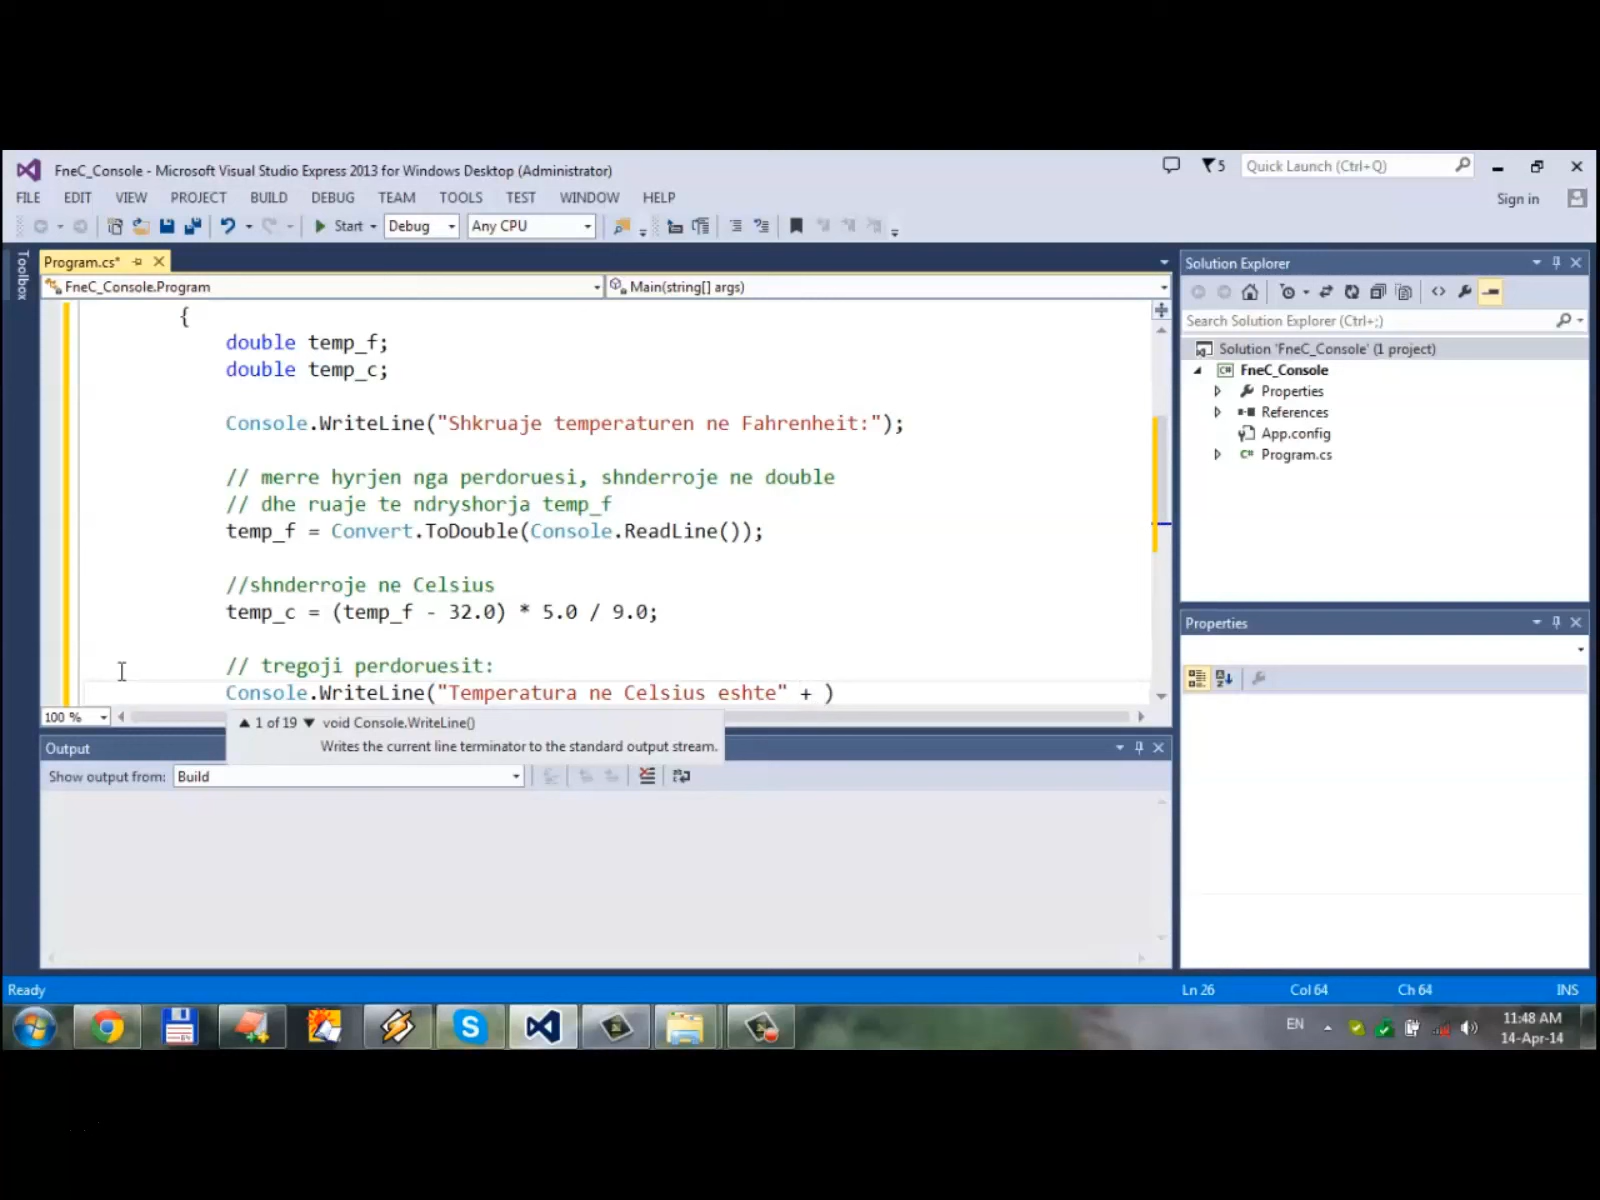 FneC_Console - Microsoft Visual Studio Express 2013 for Windows Desktop (Administrator)
5
Quick Launch (Ctrl+Q)
FILE EDIT VIEW PROJECT BUILD DEBUG TEAM TOOLS TEST WINDOW HELP
Sign in
Start Debug Any CPU
Toolbox
Program.cs*
FneC_Console.Program
Main(string[] args)
{
double temp_f;
double temp_c;
Console.WriteLine("Shkruaje temperaturen ne Fahrenheit:");
// merre hyrjen nga perdoruesi, shnderroje ne double
// dhe ruaje te ndryshorja temp_f
temp_f = Convert.ToDouble(Console.ReadLine());
//shnderroje ne Celsius
temp_c = (temp_f - 32.0) * 5.0 / 9.0;
// tregoji perdoruesit:
Console.WriteLine("Temperatura ne Celsius eshte" + )
100 %
1 of 19 void Console.WriteLine()
Writes the current line terminator to the standard output stream.
Output
Show output from: Build
Solution Explorer
Search Solution Explorer (Ctrl+;)
Solution 'FneC_Console' (1 project)
FneC_Console
Properties
References
App.config
Program.cs
Properties
Ready
Ln 26 Col 64 Ch 64 INS
EN
11:48 AM
14-Apr-14